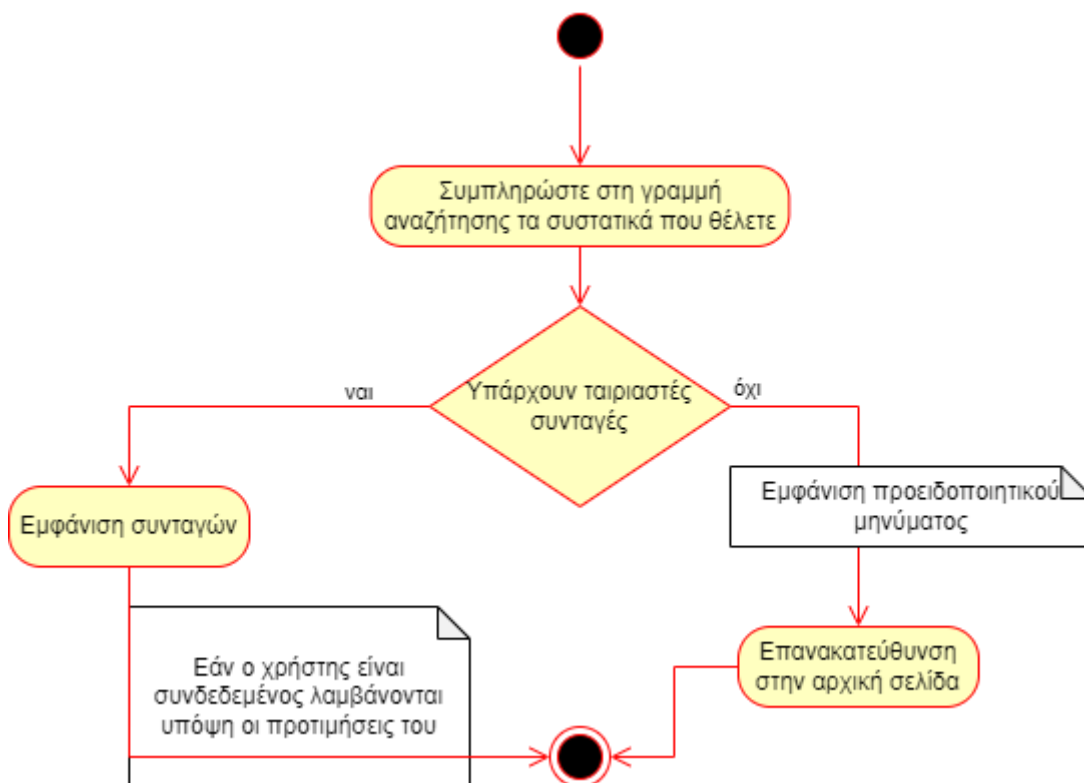 Συμπληρώστε στη γραμμή
αναζήτησης τα συστατικά που θέλετε
Υπάρχουν ταιριαστές
συνταγές
ναι
όχι
Εμφάνιση συνταγών
Εμφάνιση προειδοποιητικού
μηνύματος
Εάν ο χρήστης είναι
συνδεδεμένος λαμβάνονται
υπόψη οι προτιμήσεις του
Επανακατεύθυνση
στην αρχική σελίδα